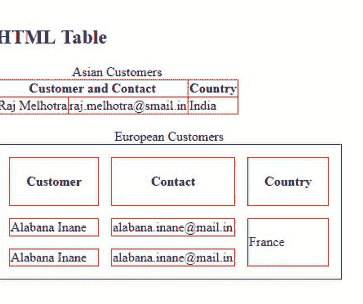 HTML Table
Asian Customers
Customer and Contact Country
Raj Melhotra raj.melhotra@smail.in India
European Customers
Customer Contact Country
Alabana Inane alabana.inane@mail.in France
Alabana Inane alabana.inane@mail.in